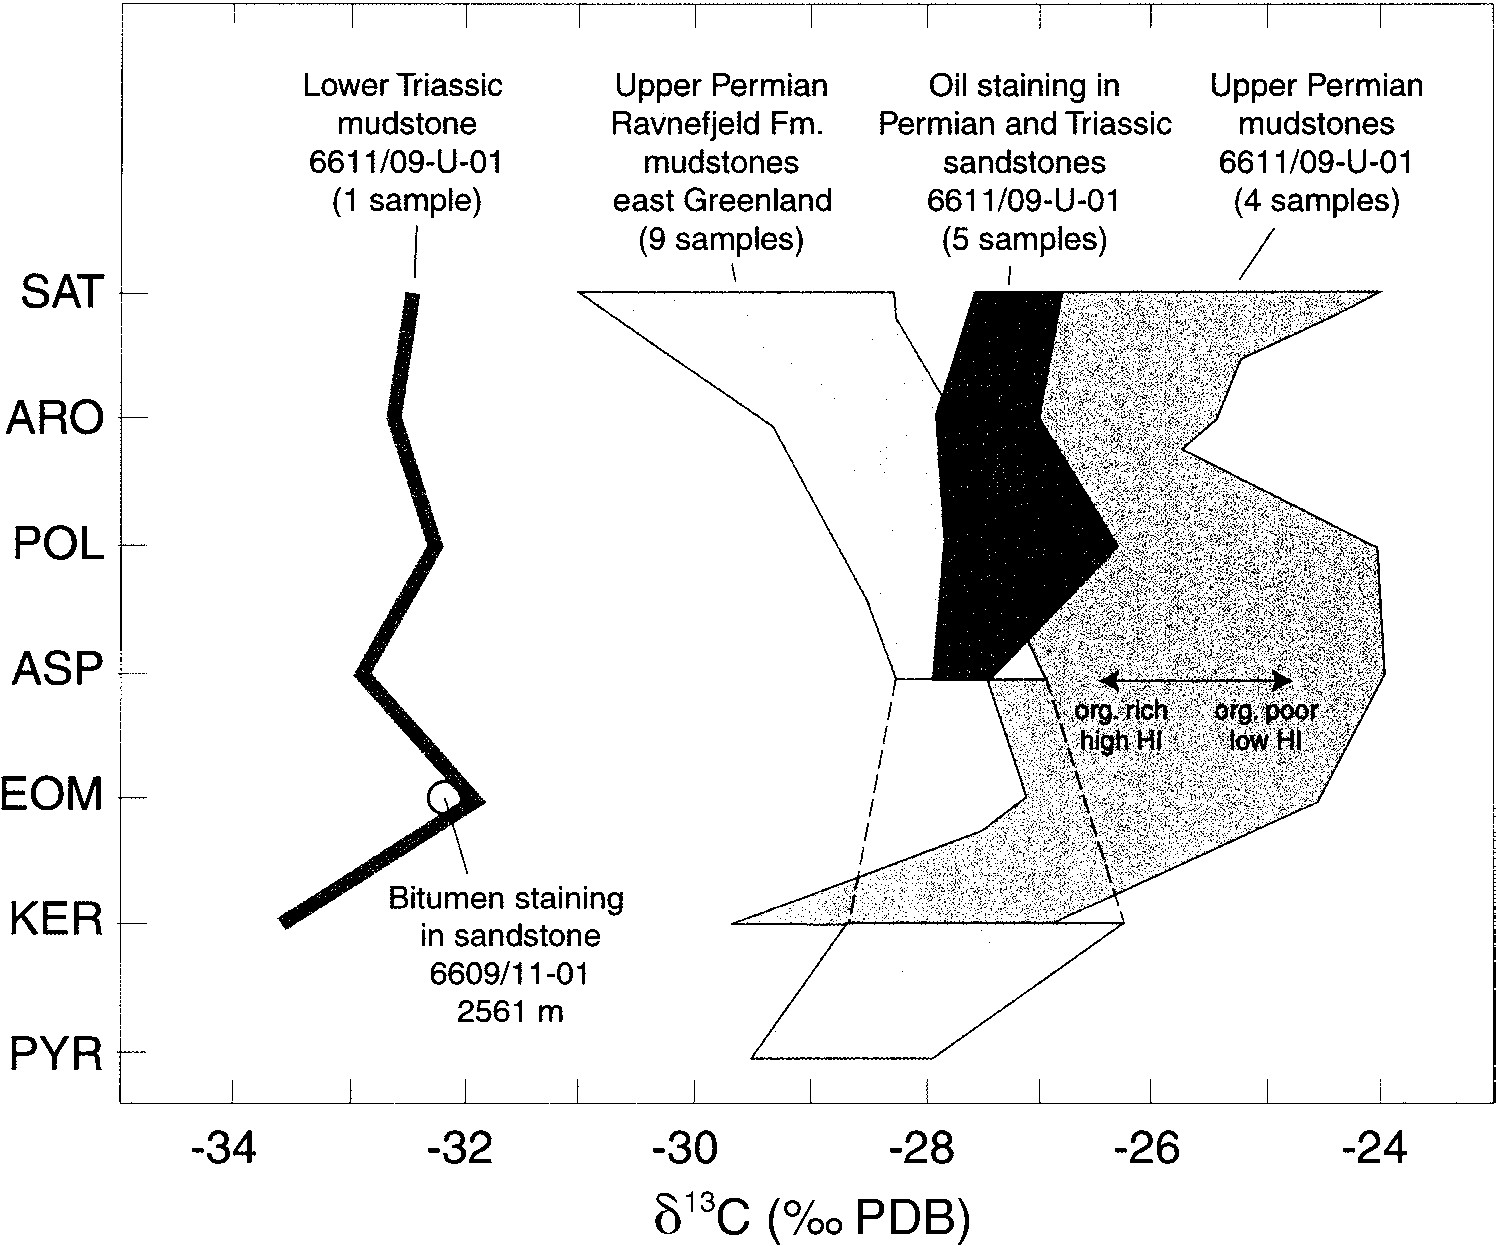 Lower Triassic
mudstone
6611/09-U-01
(1 sample)
Upper Permian
Ravnefjeld Fm.
mudstones
east Greenland
(9 samples)
Oil staining in
Permian and Triassic
sandstones
6611/09-U-01
(5 samples)
Upper Permian
mudstones
6611/09-U-01
(4 samples)
SAT
ARO
POL
ASP
EOM
KER
PYR
org. rich
high HI
org. poor
low HI
Bitumen staining
in sandstone
6609/11-01
2561 m
-34 -32 -30 -28 -26 -24
δ¹³C (‰ PDB)